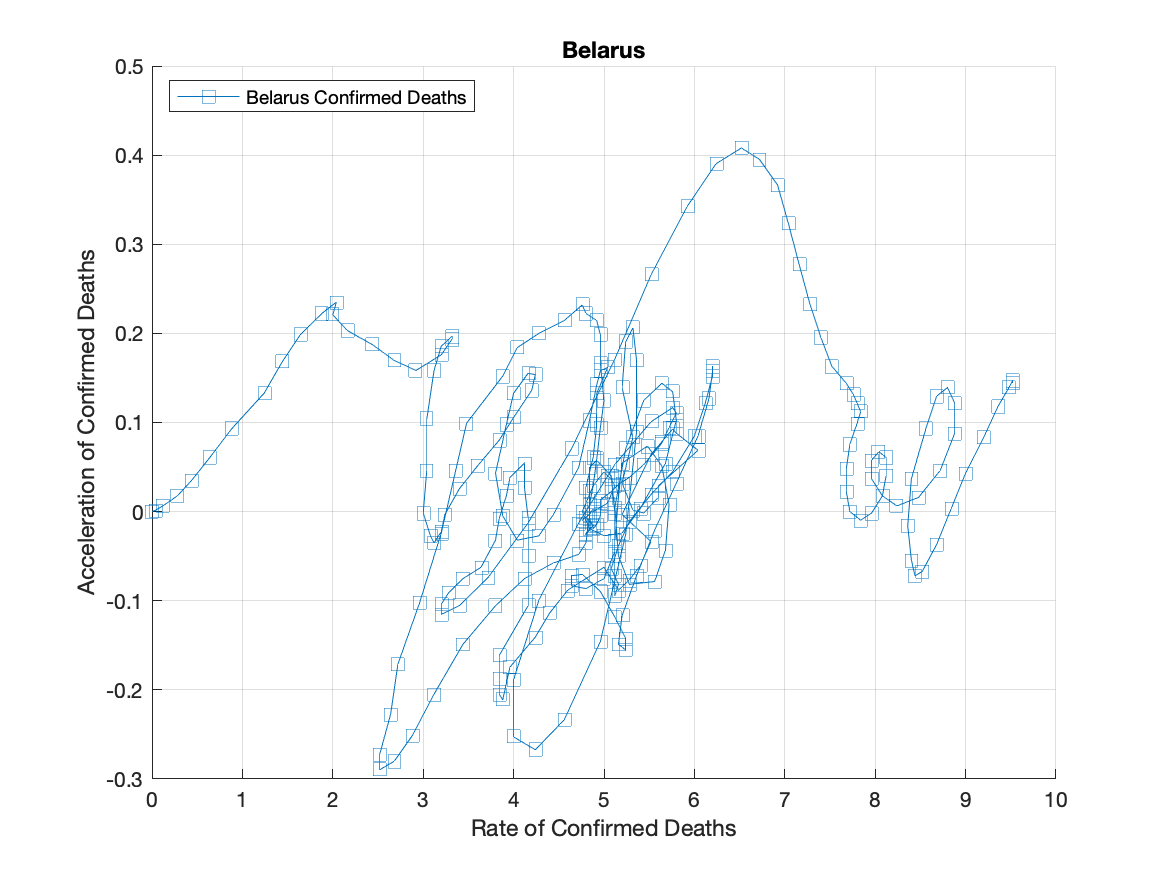 Belarus
0.5
Belarus Confirmed Deaths
0.4
0.3
0.2
0.1
0
-0.1
-0.2
-0.3
Acceleration of Confirmed Deaths
0 1 2 3 4 5 6 7 8 9 10
Rate of Confirmed Deaths